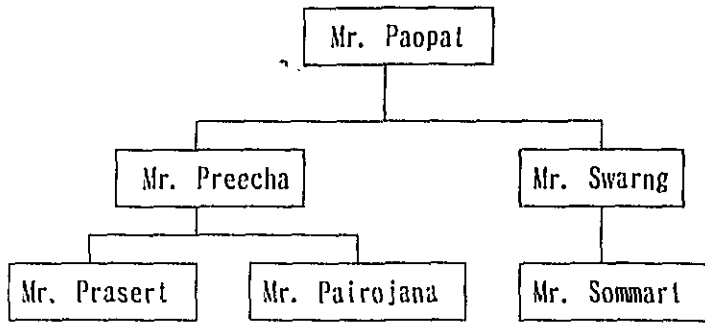 Mr. Paopat
Mr. Preecha
Mr. Swarng
Mr. Prasert
Mr. Pairojana
Mr. Sommart